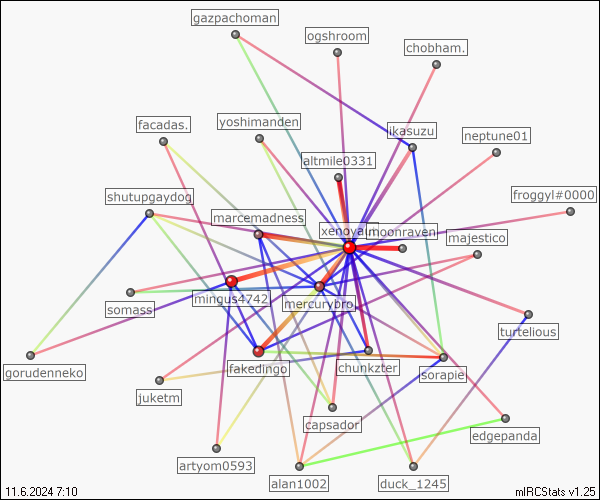 gazpachoman
ogshroom
chobham.
facadas.
yoshimanden
ikasuzu
neptune01
altmile0331
shutupgaydog
froggyl#0000
marcemadness
moonraven
majestico
mingus4742
mercurybro
somass
turtelious
gorudenneko
fakedingo
chunkzter
sorapie
juketm
capsador
edgepanda
artyom0593
alan1002
duck_1245
11.6.2024 7:10
mIRCStats v1.25